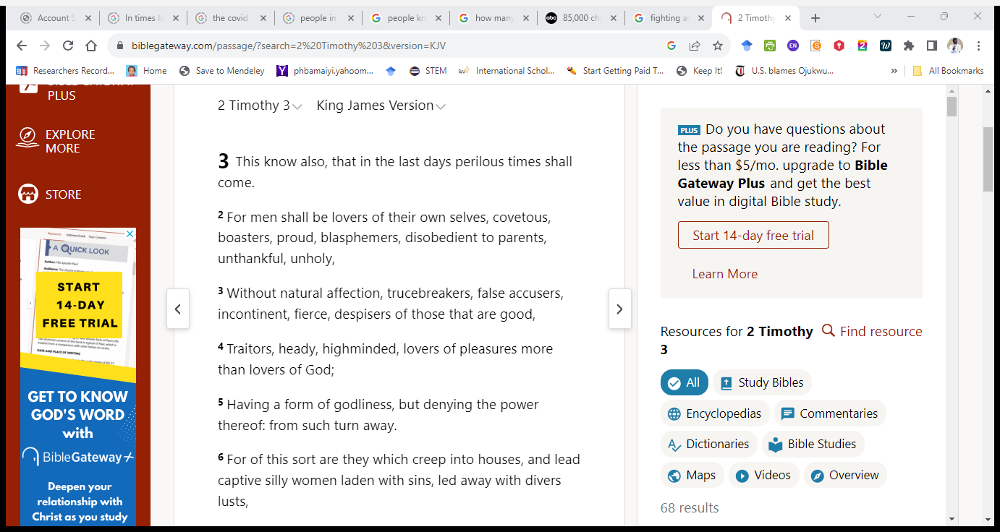 Account S
In times li
the covid
people in
people kn
how many
85,000 ch
fighting a
2 Timothy
biblegateway.com/passage/?search=2%20Timothy%203&version=KJV
Researchers Record...
Home
Save to Mendeley
phbamaiyi.yahoom...
STEM
International Schol...
Start Getting Paid T...
Keep It!
U.S. blames Ojukwu...
»
All Bookmarks
PLUS
EXPLORE
MORE
STORE
A QUICK LOOK
START
14-DAY
FREE TRIAL
DATE AND PLACE OF WRITING
GET TO KNOW
GOD'S WORD
with
BibleGateway+
Deepen your
relationship with
Christ as you study
2 Timothy 3
King James Version
3 This know also, that in the last days perilous times shall
come.
2 For men shall be lovers of their own selves, covetous,
boasters, proud, blasphemers, disobedient to parents,
unthankful, unholy,
3 Without natural affection, trucebreakers, false accusers,
incontinent, fierce, despisers of those that are good,
4 Traitors, heady, highminded, lovers of pleasures more
than lovers of God;
5 Having a form of godliness, but denying the power
thereof: from such turn away.
6 For of this sort are they which creep into houses, and lead
captive silly women laden with sins, led away with divers
lusts,
PLUS Do you have questions about
the passage you are reading? For
less than $5/mo. upgrade to Bible
Gateway Plus and get the best
value in digital Bible study.
Start 14-day free trial
Learn More
Resources for 2 Timothy
3
Find resource
All
Study Bibles
Encyclopedias
Commentaries
Dictionaries
Bible Studies
Maps
Videos
Overview
68 results